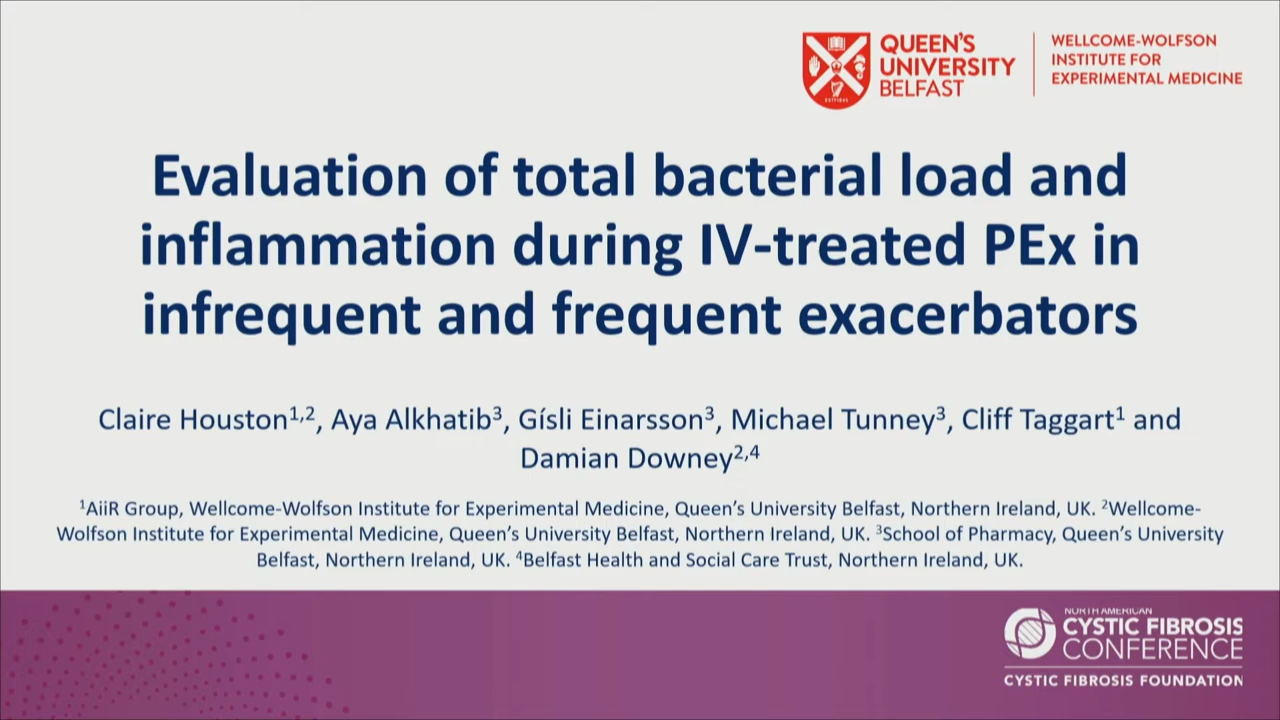 QUEEN'S
UNIVERSITY
BELFAST
ESTD 1845
WELLCOME-WOLFSON
INSTITUTE FOR
EXPERIMENTAL MEDICINE
Evaluation of total bacterial load and
inflammation during IV-treated PEx in
infrequent and frequent exacerbators
Claire Houston1,2, Aya Alkhatib3, Gísli Einarsson3, Michael Tunney3, Cliff Taggart1 and
Damian Downey2,4
1AiiR Group, Wellcome-Wolfson Institute for Experimental Medicine, Queen's University Belfast, Northern Ireland, UK. 2Wellcome-
Wolfson Institute for Experimental Medicine, Queen's University Belfast, Northern Ireland, UK. 3School of Pharmacy, Queen's University
Belfast, Northern Ireland, UK. 4Belfast Health and Social Care Trust, Northern Ireland, UK.
NORTH AMERICAN
CYSTIC FIBROSIS
CONFERENCE
CYSTIC FIBROSIS FOUNDATION